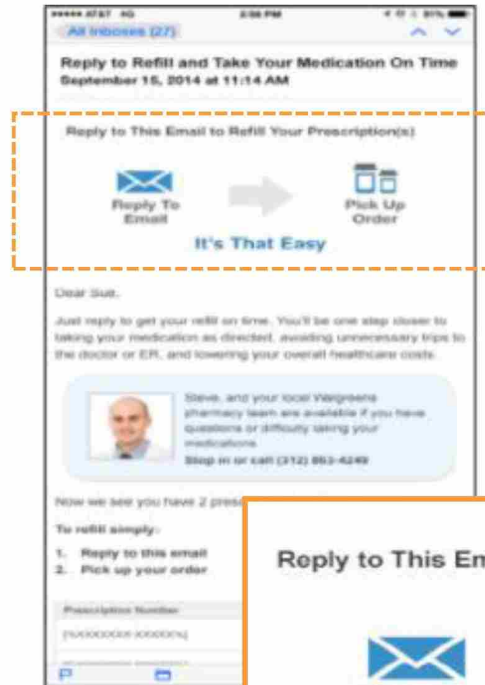 AT&T 4G 2:08 PM 91%
All Inboxes (27)
Reply to Refill and Take Your Medication On Time
September 15, 2014 at 11:14 AM
Reply to This Email to Refill Your Prescription(s)
Reply To
Email
Pick Up
Order
It's That Easy
Dear Sue,
Just reply to get your refill on time. You'll be one step closer to
taking your medication as directed, avoiding unnecessary trips to
the doctor or ER, and lowering your overall healthcare costs.
Steve, and your local Walgreens
pharmacy team are available if you have
questions or difficulty taking your
medications.
Stop in or call (312) 863-4249
Now we see you have 2 presc
To refill simply:
1. Reply to this email
2. Pick up your order
Prescription Number
Reply to This Em